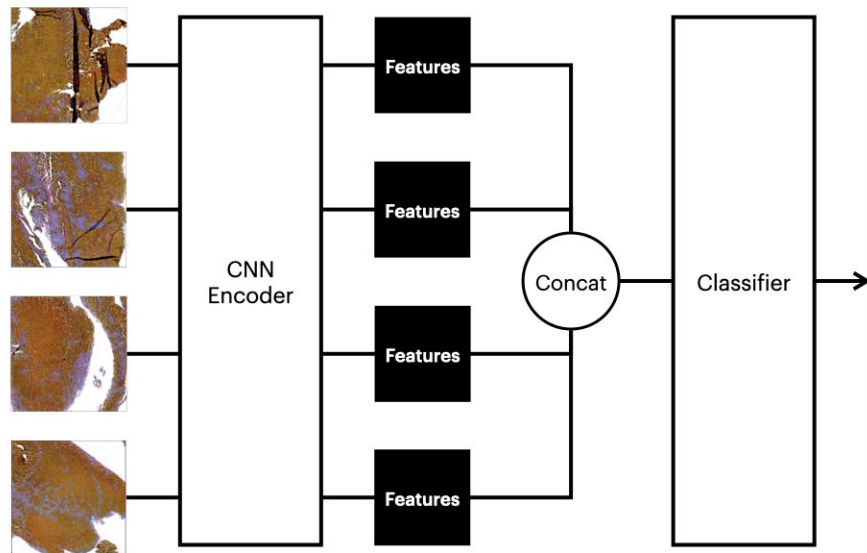 Features
Features
CNN
Encoder
Concat
Classifier
Features
Features